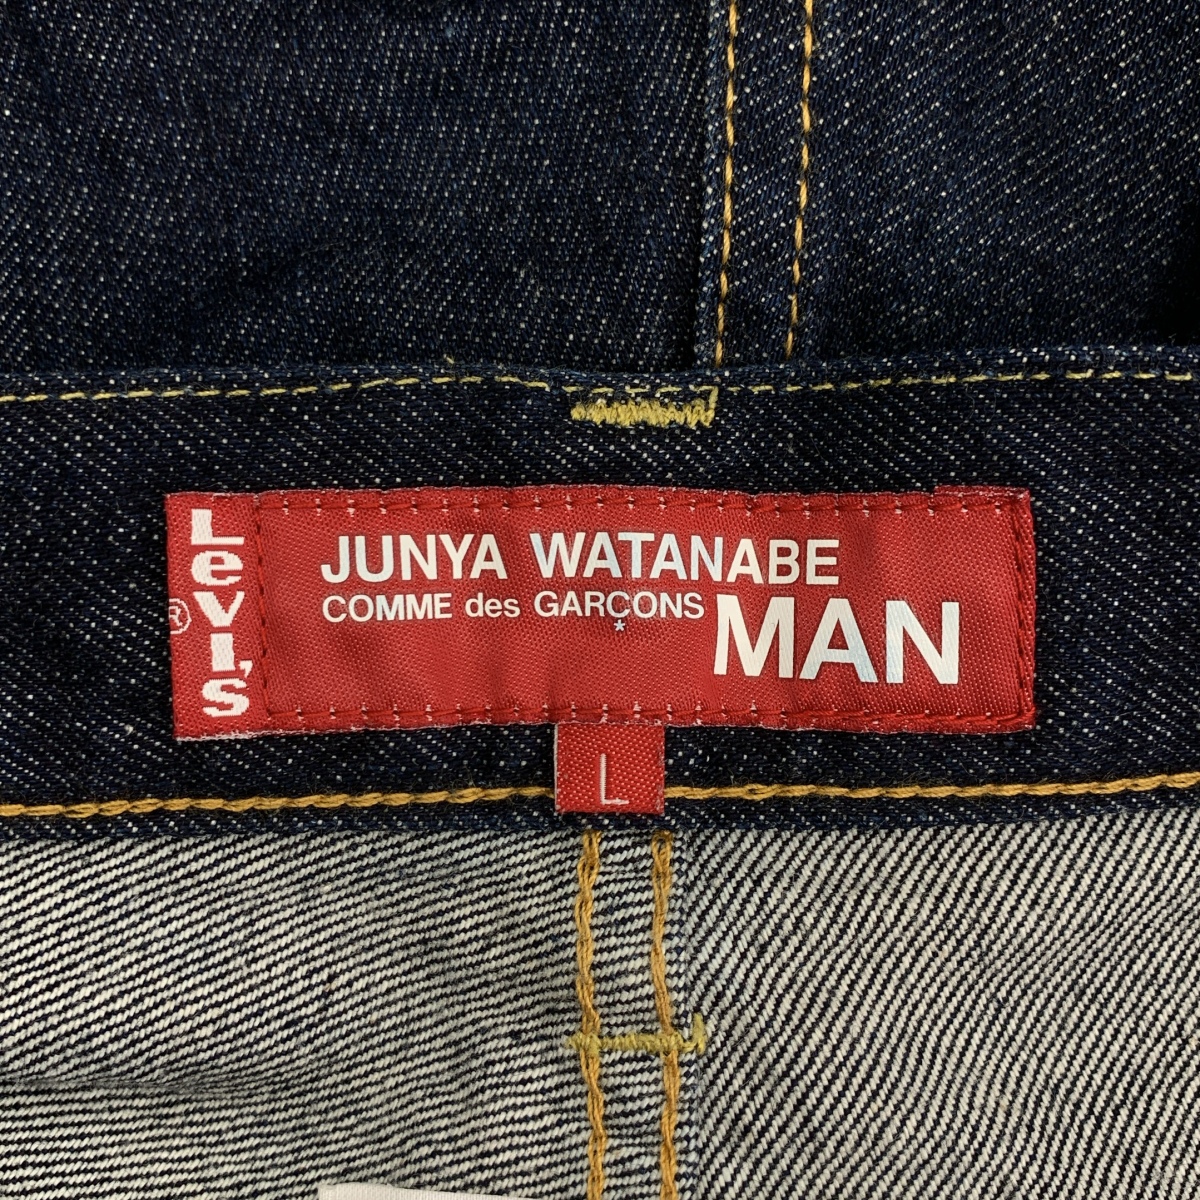 LeVI's
®
JUNYA WATANABE
COMME des GARÇONS
*
MAN
L